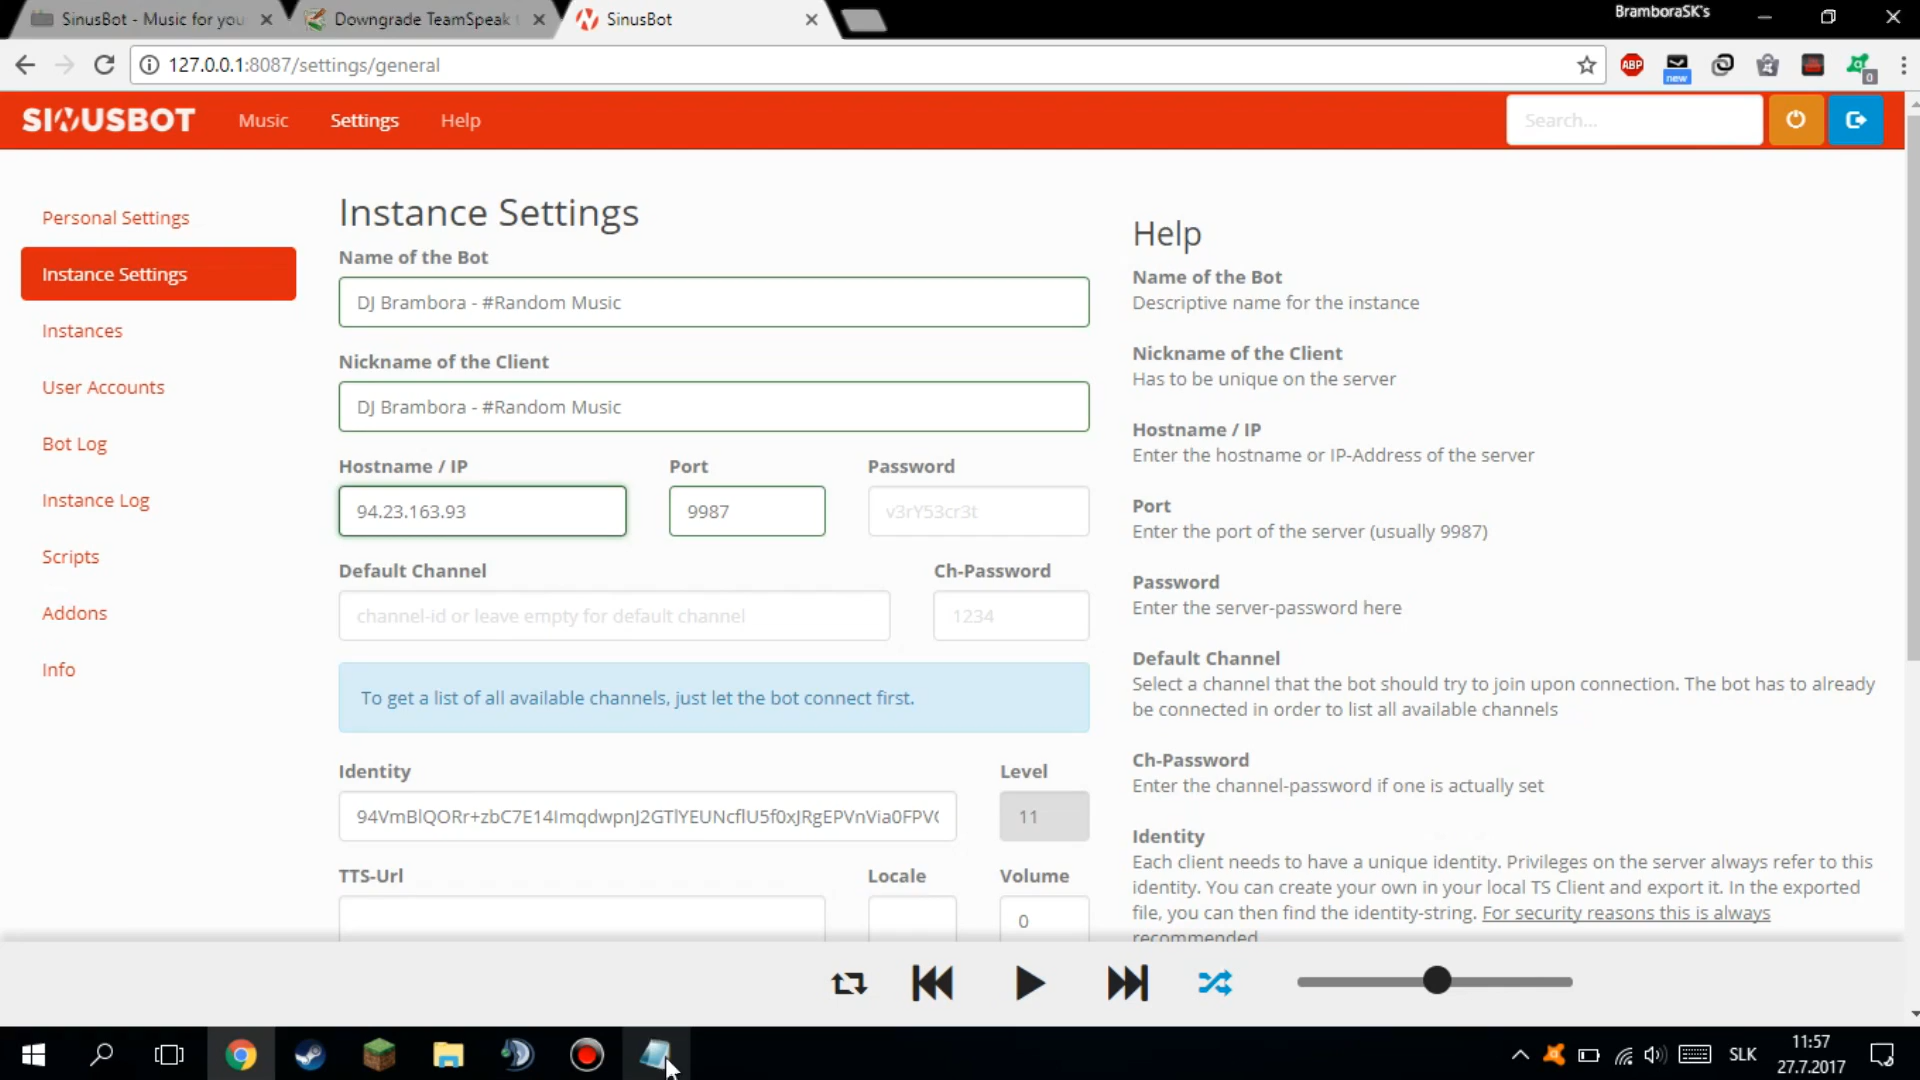 SinusBot - Music for you
Downgrade TeamSpeak
SinusBot
BramboraSK's
127.0.0.1:8087/settings/general
ABP
new
0
SINUSBOT
Music
Settings
Help
Search...
Personal Settings
Instance Settings
Instances
User Accounts
Bot Log
Instance Log
Scripts
Addons
Info
Instance Settings
Name of the Bot
DJ Brambora - #Random Music
Nickname of the Client
DJ Brambora - #Random Music
Hostname / IP
Port
Password
94.23.163.93
9987
v3rY53cr3t
Default Channel
Ch-Password
channel-id or leave empty for default channel
1234
To get a list of all available channels, just let the bot connect first.
Identity
Level
94VmBlQORr+zbC7E14ImqdwpnJ2GTlYEUNcflU5f0xJRgEPVnVia0FPV
11
TTS-Url
Locale
Volume
0
Help
Name of the Bot
Descriptive name for the instance
Nickname of the Client
Has to be unique on the server
Hostname / IP
Enter the hostname or IP-Address of the server
Port
Enter the port of the server (usually 9987)
Password
Enter the server-password here
Default Channel
Select a channel that the bot should try to join upon connection. The bot has to already
be connected in order to list all available channels
Ch-Password
Enter the channel-password if one is actually set
Identity
Each client needs to have a unique identity. Privileges on the server always refer to this
identity. You can create your own in your local TS Client and export it. In the exported
file, you can then find the identity-string. For security reasons this is always
recommended
SLK
11:57
27.7.2017